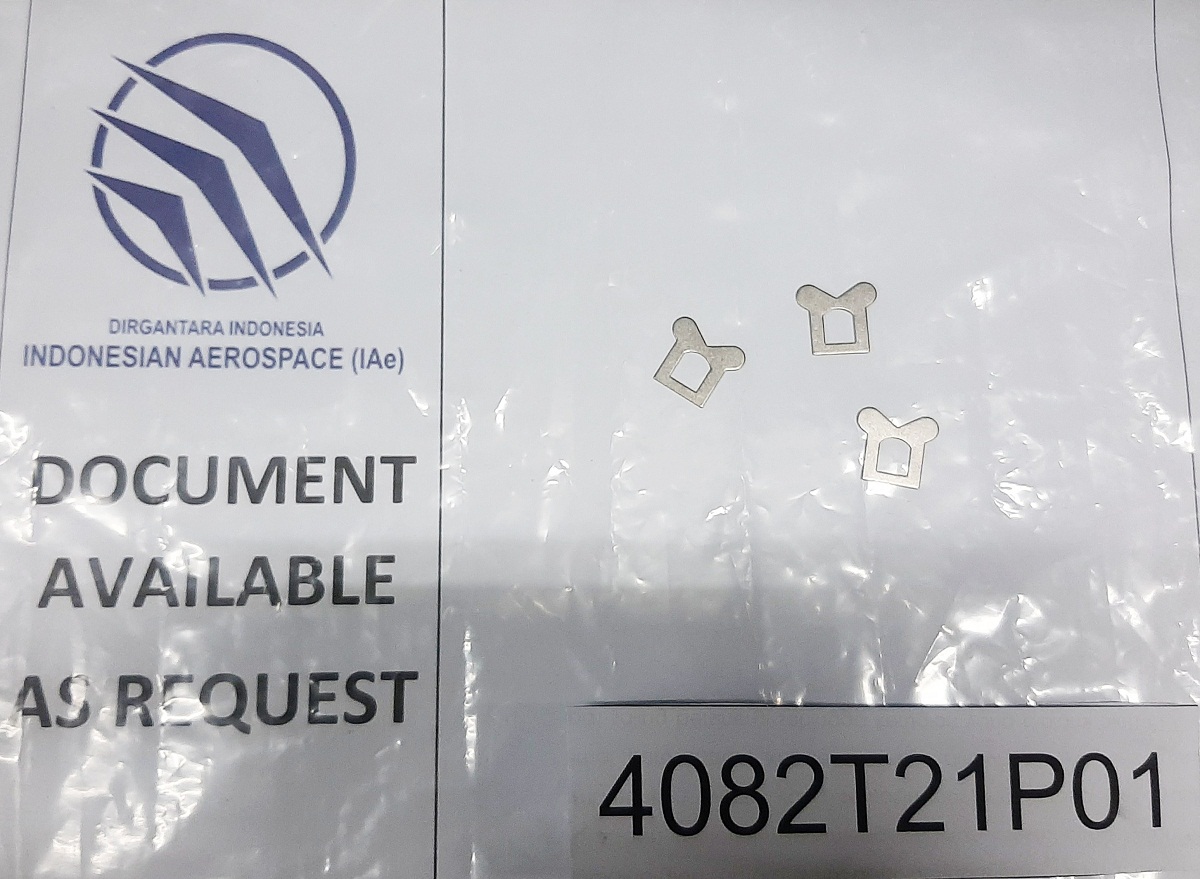 DIRGANTARA INDONESIA
INDONESIAN AEROSPACE (IAe)
DOCUMENT
AVAILABLE
AS REQUEST
4082T21P01